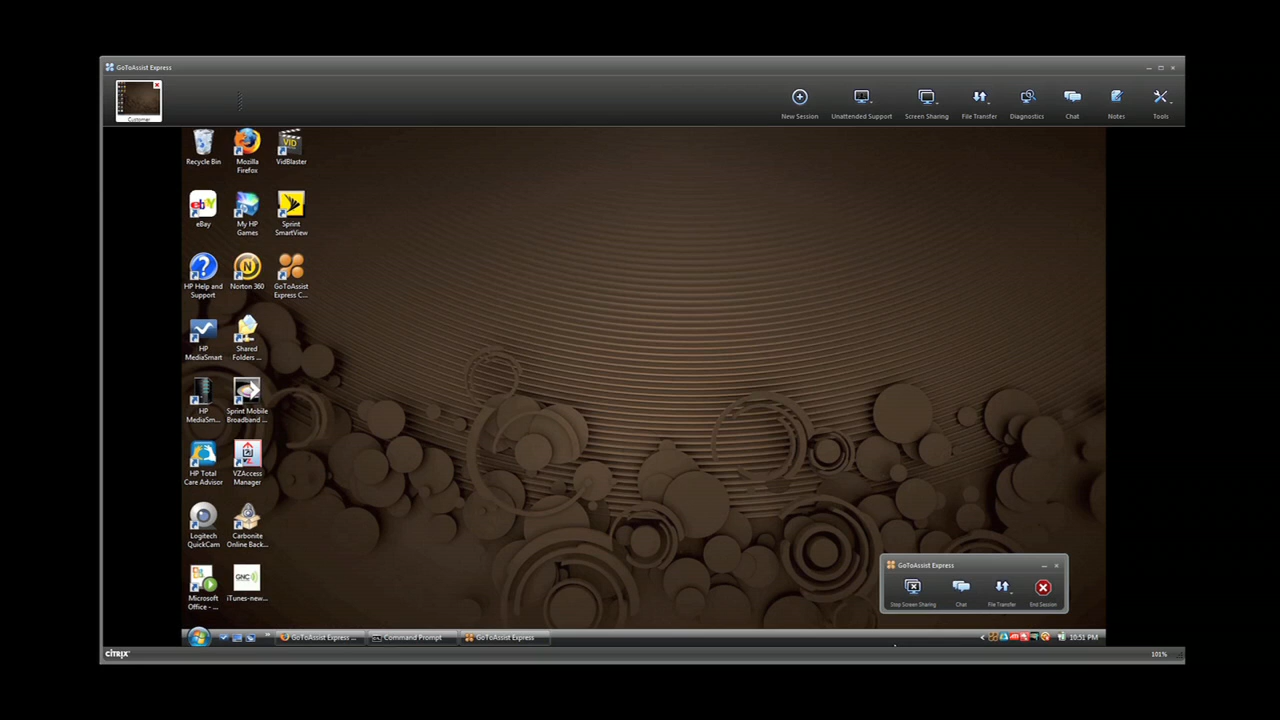 GoToAssist Express
Customer
New Session
Unattended Support
Screen Sharing
File Transfer
Diagnostics
Chat
Notes
Tools
Recycle Bin
Mozilla
Firefox
VID
VidBlaster
ebY
eBay
My HP
Games
Sprint
SmartView
HP Help and
Support
N
Norton 360
GoToAssist
Express C...
HP
MediaSmart
Shared
Folders ...
HP
MediaSm...
Sprint Mobile
Broadband ...
HP Total
Care Advisor
VZAccess
Manager
Logitech
QuickCam
Carbonite
Online Back...
Microsoft
Office - ...
GNC
iTunes-new...
GoToAssist Express
Stop Screen Sharing
Chat
File Transfer
End Session
GoToAssist Express ...
Command Prompt
GoToAssist Express
10:51 PM
CITRIX
101%